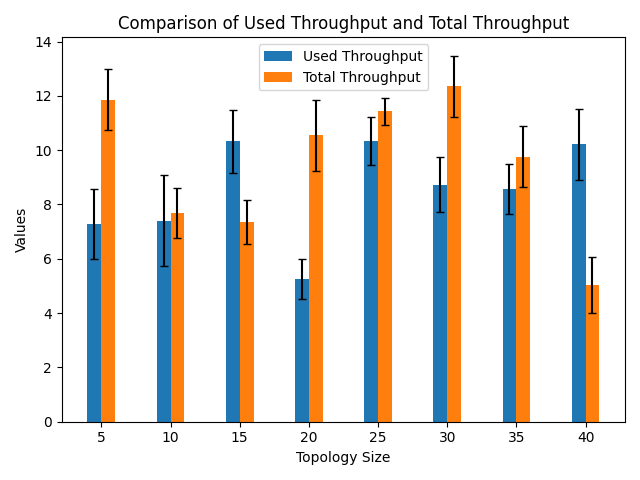 Comparison of Used Throughput and Total Throughput
Used Throughput
Total Throughput
14
12
10
8
6
4
2
0
Values
5 10 15 20 25 30 35 40
Topology Size